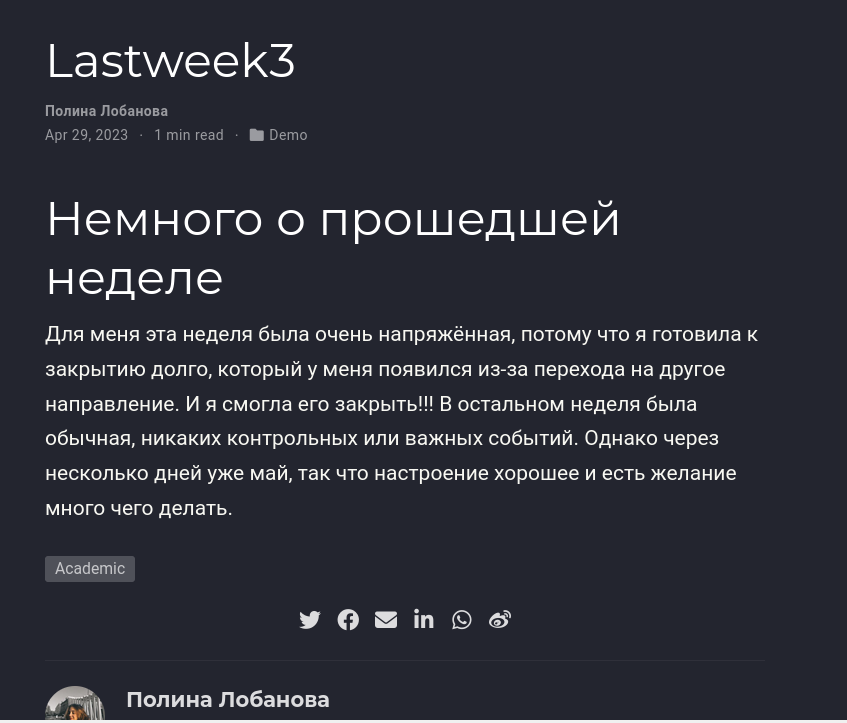 Lastweek3
Полина Лобанова
Apr 29, 2023 · 1 min read · Demo
Немного о прошедшей
неделе
Для меня эта неделя была очень напряжённая, потому что я готовила к
закрытию долго, который у меня появился из-за перехода на другое
направление. И я смогла его закрыть!!! В остальном неделя была
обычная, никаких контрольных или важных событий. Однако через
несколько дней уже май, так что настроение хорошее и есть желание
много чего делать.
Academic
Полина Лобанова